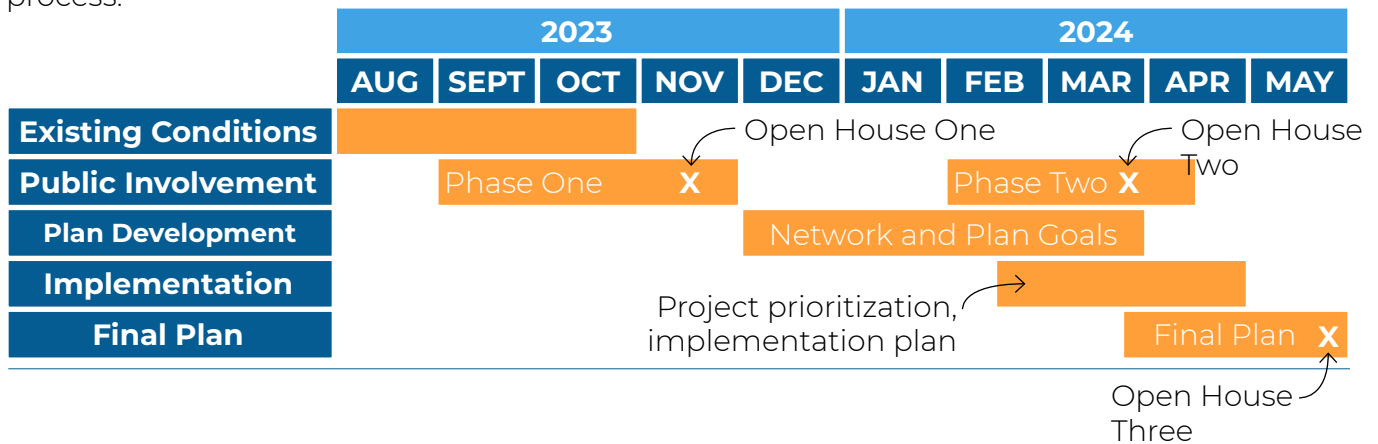 process.
2023 2024
AUG SEPT OCT NOV DEC JAN FEB MAR APR MAY
Existing Conditions
Open House One
Open House
Two
Public Involvement
Phase One X
Phase Two X
Plan Development
Network and Plan Goals
Implementation
Project prioritization,
implementation plan
Final Plan
Final Plan X
Open House
Three